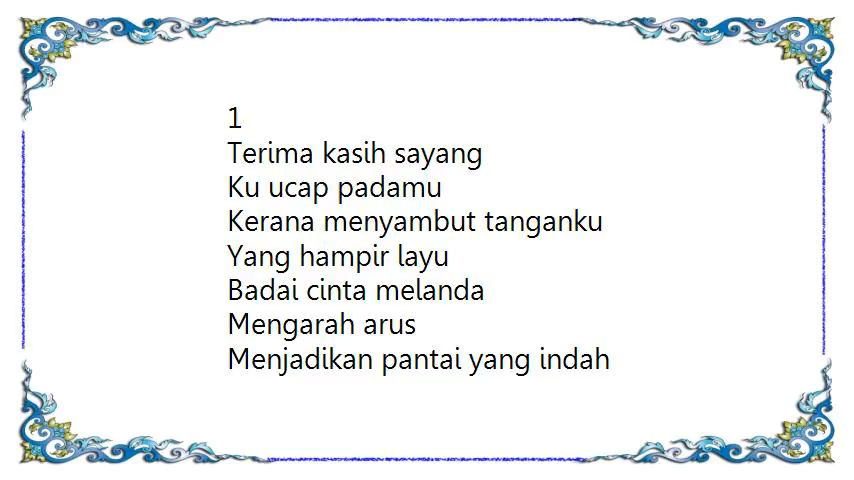 1
Terima kasih sayang
Ku ucap padamu
Kerana menyambut tanganku
Yang hampir layu
Badai cinta melanda
Mengarah arus
Menjadikan pantai yang indah